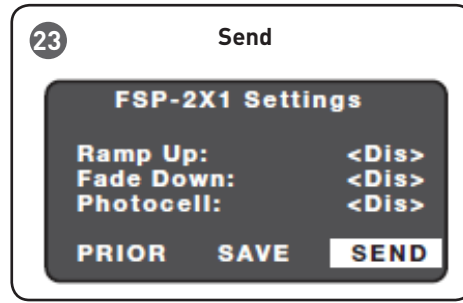 23 Send
FSP-2X1 Settings
Ramp Up: <Dis>
Fade Down: <Dis>
Photocell: <Dis>
PRIOR SAVE SEND